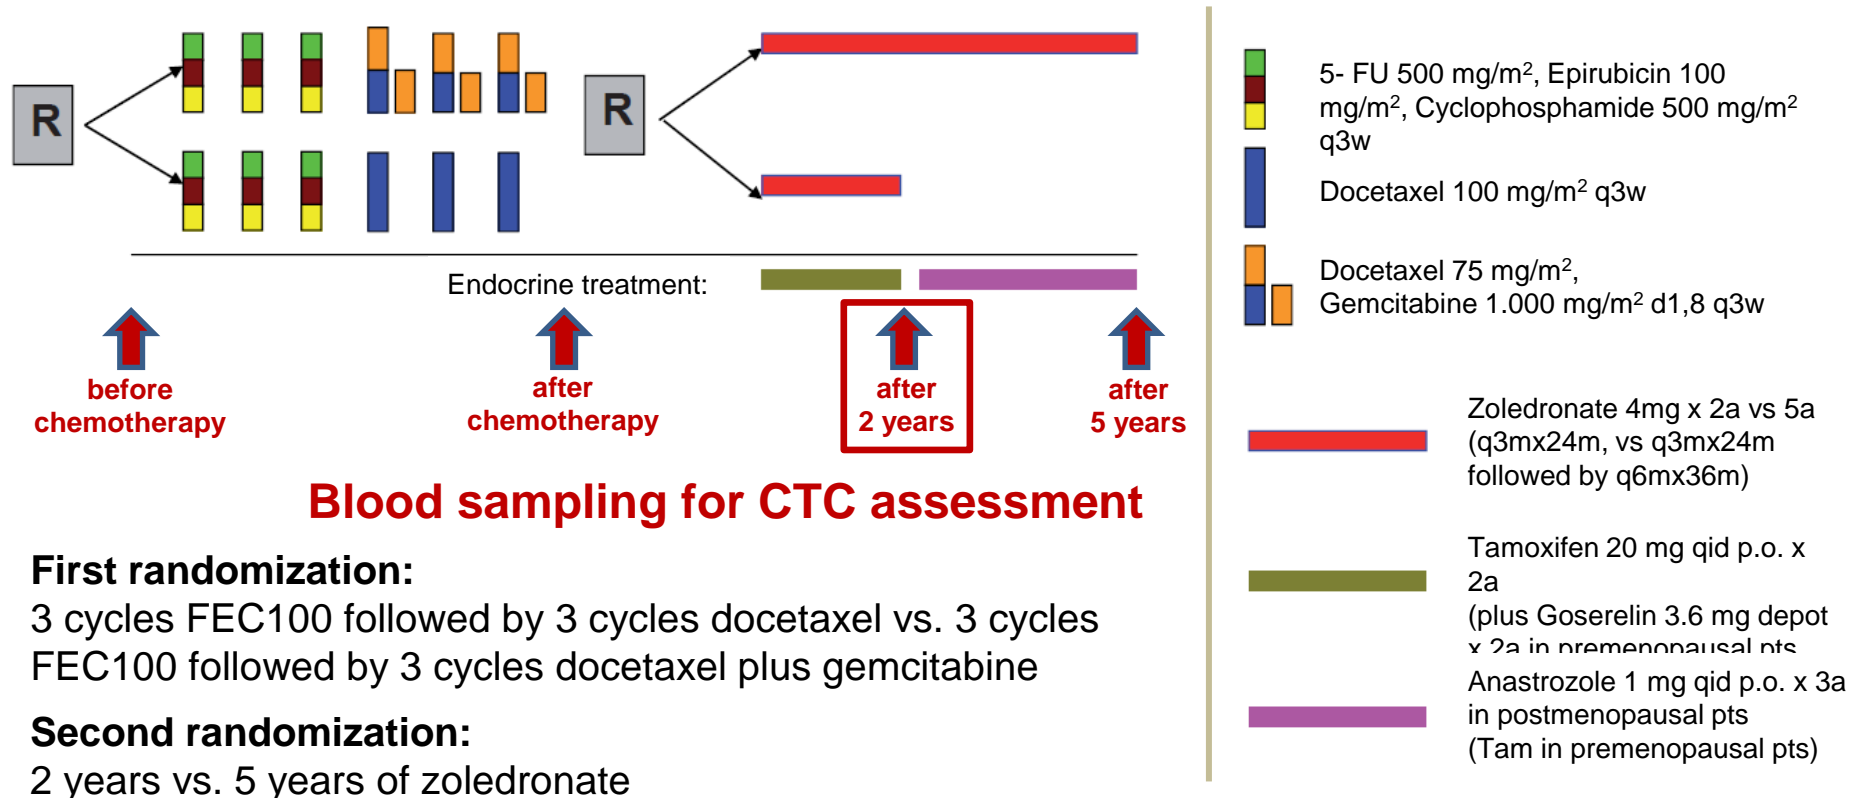 R
R
Endocrine treatment:
before
chemotherapy
after
chemotherapy
after
2 years
after
5 years
Blood sampling for CTC assessment
First randomization:
3 cycles FEC100 followed by 3 cycles docetaxel vs. 3 cycles
FEC100 followed by 3 cycles docetaxel plus gemcitabine
Second randomization:
2 years vs. 5 years of zoledronate
5- FU 500 mg/m², Epirubicin 100
mg/m², Cyclophosphamide 500 mg/m²
q3w
Docetaxel 100 mg/m² q3w
Docetaxel 75 mg/m²,
Gemcitabine 1.000 mg/m² d1,8 q3w
Zoledronate 4mg x 2a vs 5a
(q3mx24m, vs q3mx24m
followed by q6mx36m)
Tamoxifen 20 mg qid p.o. x
2a
(plus Goserelin 3.6 mg depot
x 2a in premenopausal pts
Anastrozole 1 mg qid p.o. x 3a
in postmenopausal pts
(Tam in premenopausal pts)